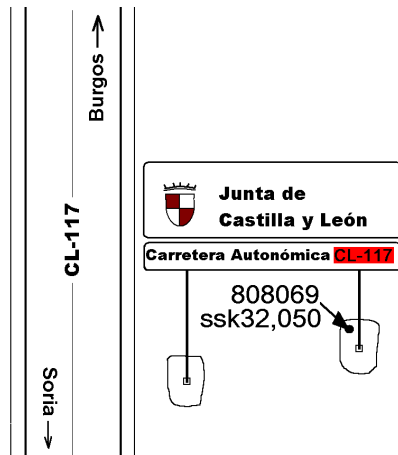 Burgos
CL-117
Soria
Junta de
Castilla y León
Carretera Autonómica CL-117
808069
ssk32,050